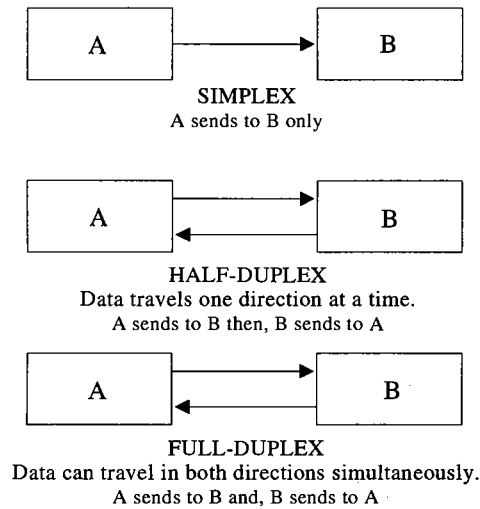 A B
SIMPLEX
A sends to B only
A B
HALF-DUPLEX
Data travels one direction at a time.
A sends to B then, B sends to A
A B
FULL-DUPLEX
Data can travel in both directions simultaneously.
A sends to B and, B sends to A